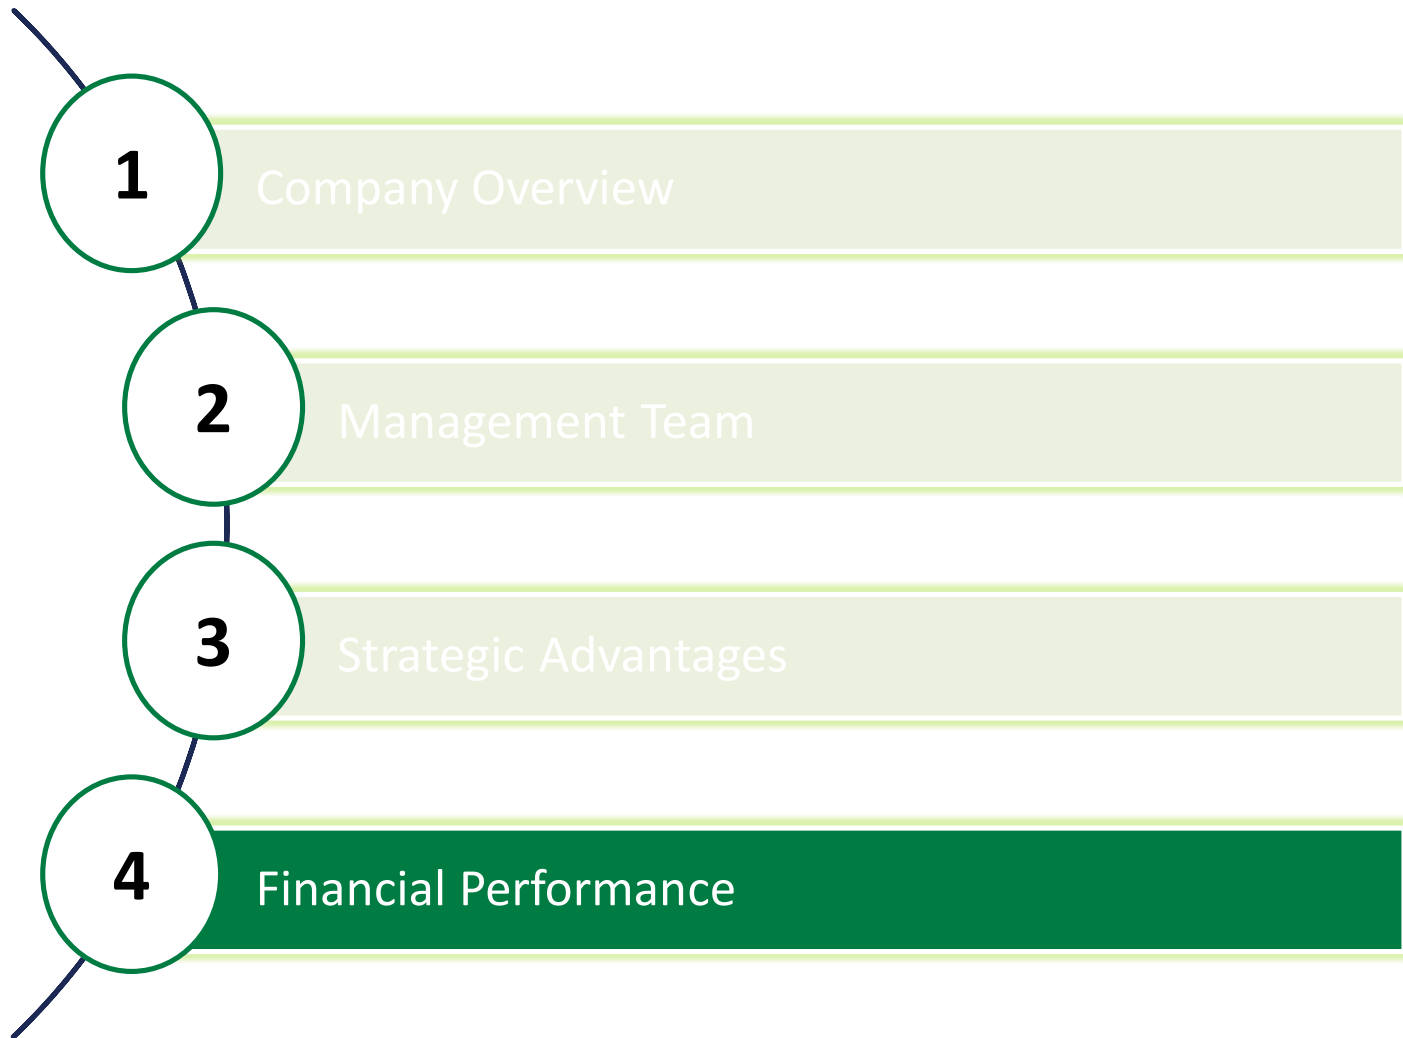 1
Company Overview
2
Management Team
3
Strategic Advantages
4
Financial Performance